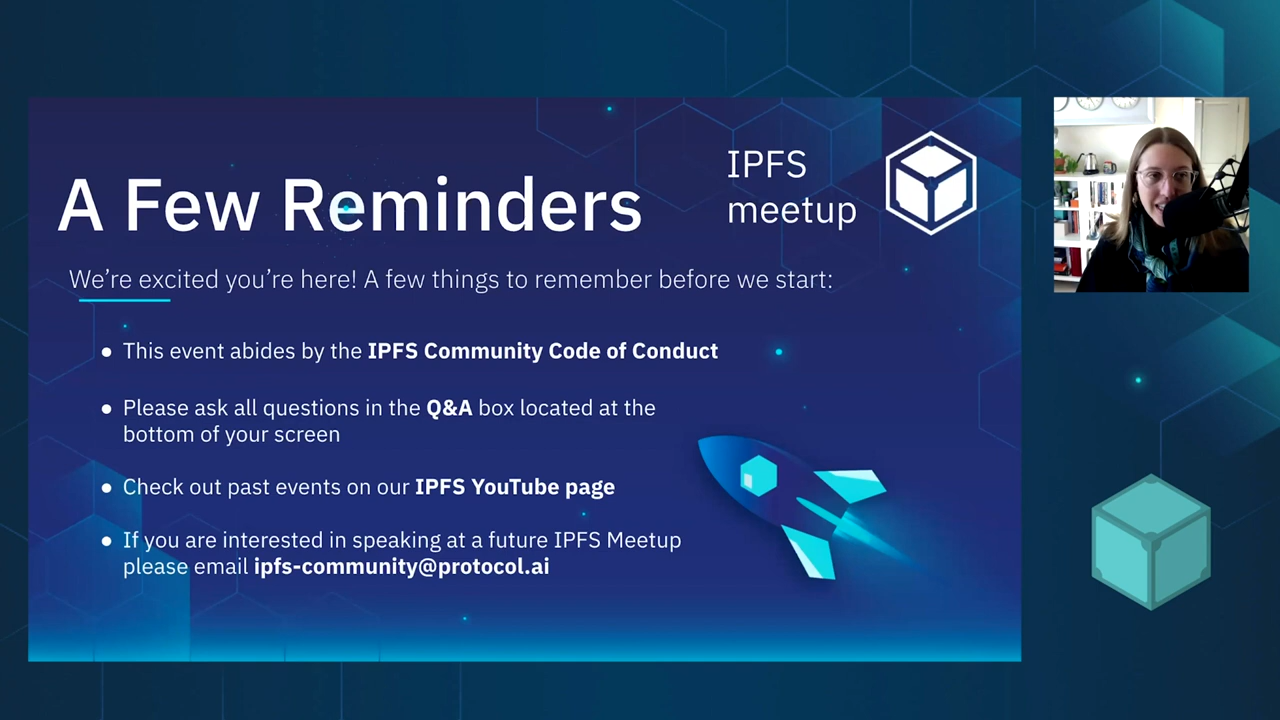 A Few Reminders
IPFS
meetup
We're excited you're here! A few things to remember before we start:
● This event abides by the IPFS Community Code of Conduct
● Please ask all questions in the Q&A box located at the
bottom of your screen
● Check out past events on our IPFS YouTube page
● If you are interested in speaking at a future IPFS Meetup
please email ipfs-community@protocol.ai